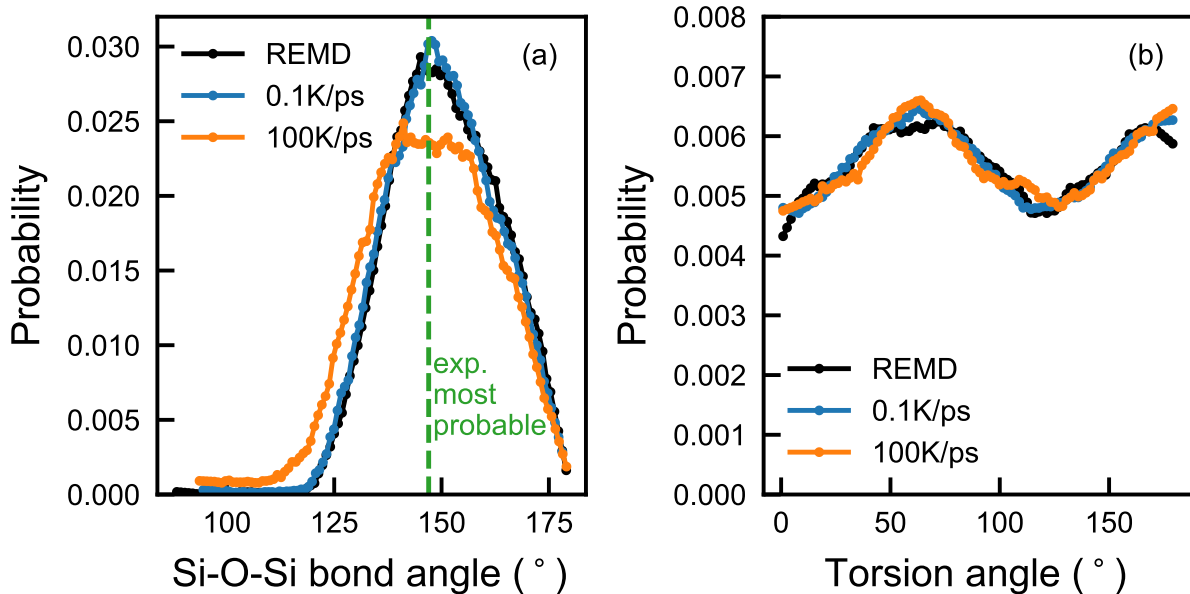 (a)
REMD
0.1K/ps
100K/ps
exp.
most
probable
0.030
0.025
0.020
0.015
0.010
0.005
0.000
Probability
100
125
150
175
Si-O-Si bond angle ( ° )
(b)
0.008
0.007
0.006
0.005
0.004
0.003
0.002
0.001
0.000
Probability
REMD
0.1K/ps
100K/ps
0
50
100
150
Torsion angle ( ° )